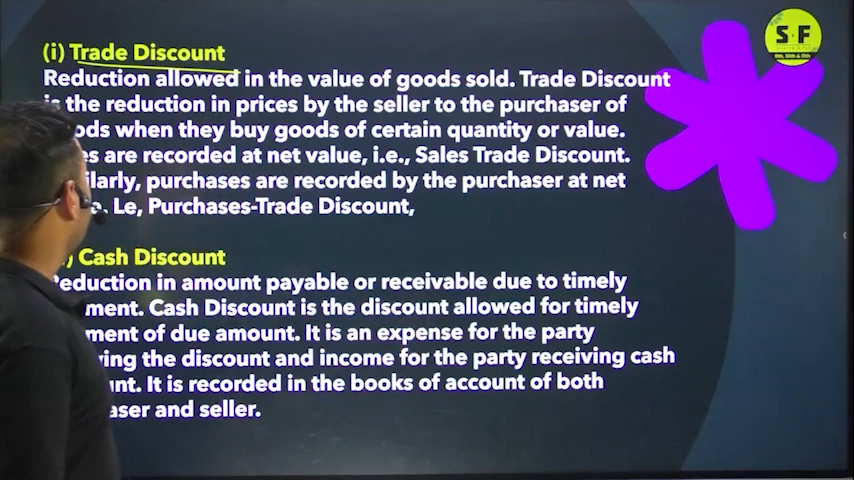 (i) Trade Discount
Reduction allowed in the value of goods sold. Trade Discount
is the reduction in prices by the seller to the purchaser of
ods when they buy goods of certain quantity or value.
es are recorded at net value, i.e., Sales Trade Discount.
ilarly, purchases are recorded by the purchaser at net
e. Le, Purchases-Trade Discount,
) Cash Discount
eduction in amount payable or receivable due to timely
ment. Cash Discount is the discount allowed for timely
ment of due amount. It is an expense for the party
ing the discount and income for the party receiving cash
unt. It is recorded in the books of account of both
aser and seller.
S F
9th, 10th & 11th